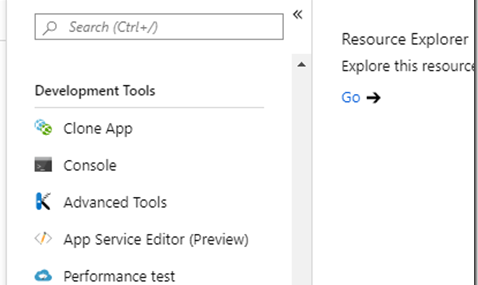 Search (Ctrl+/)
Development Tools
Clone App
Console
Advanced Tools
App Service Editor (Preview)
Performance test
Resource Explorer
Explore this resource
Go